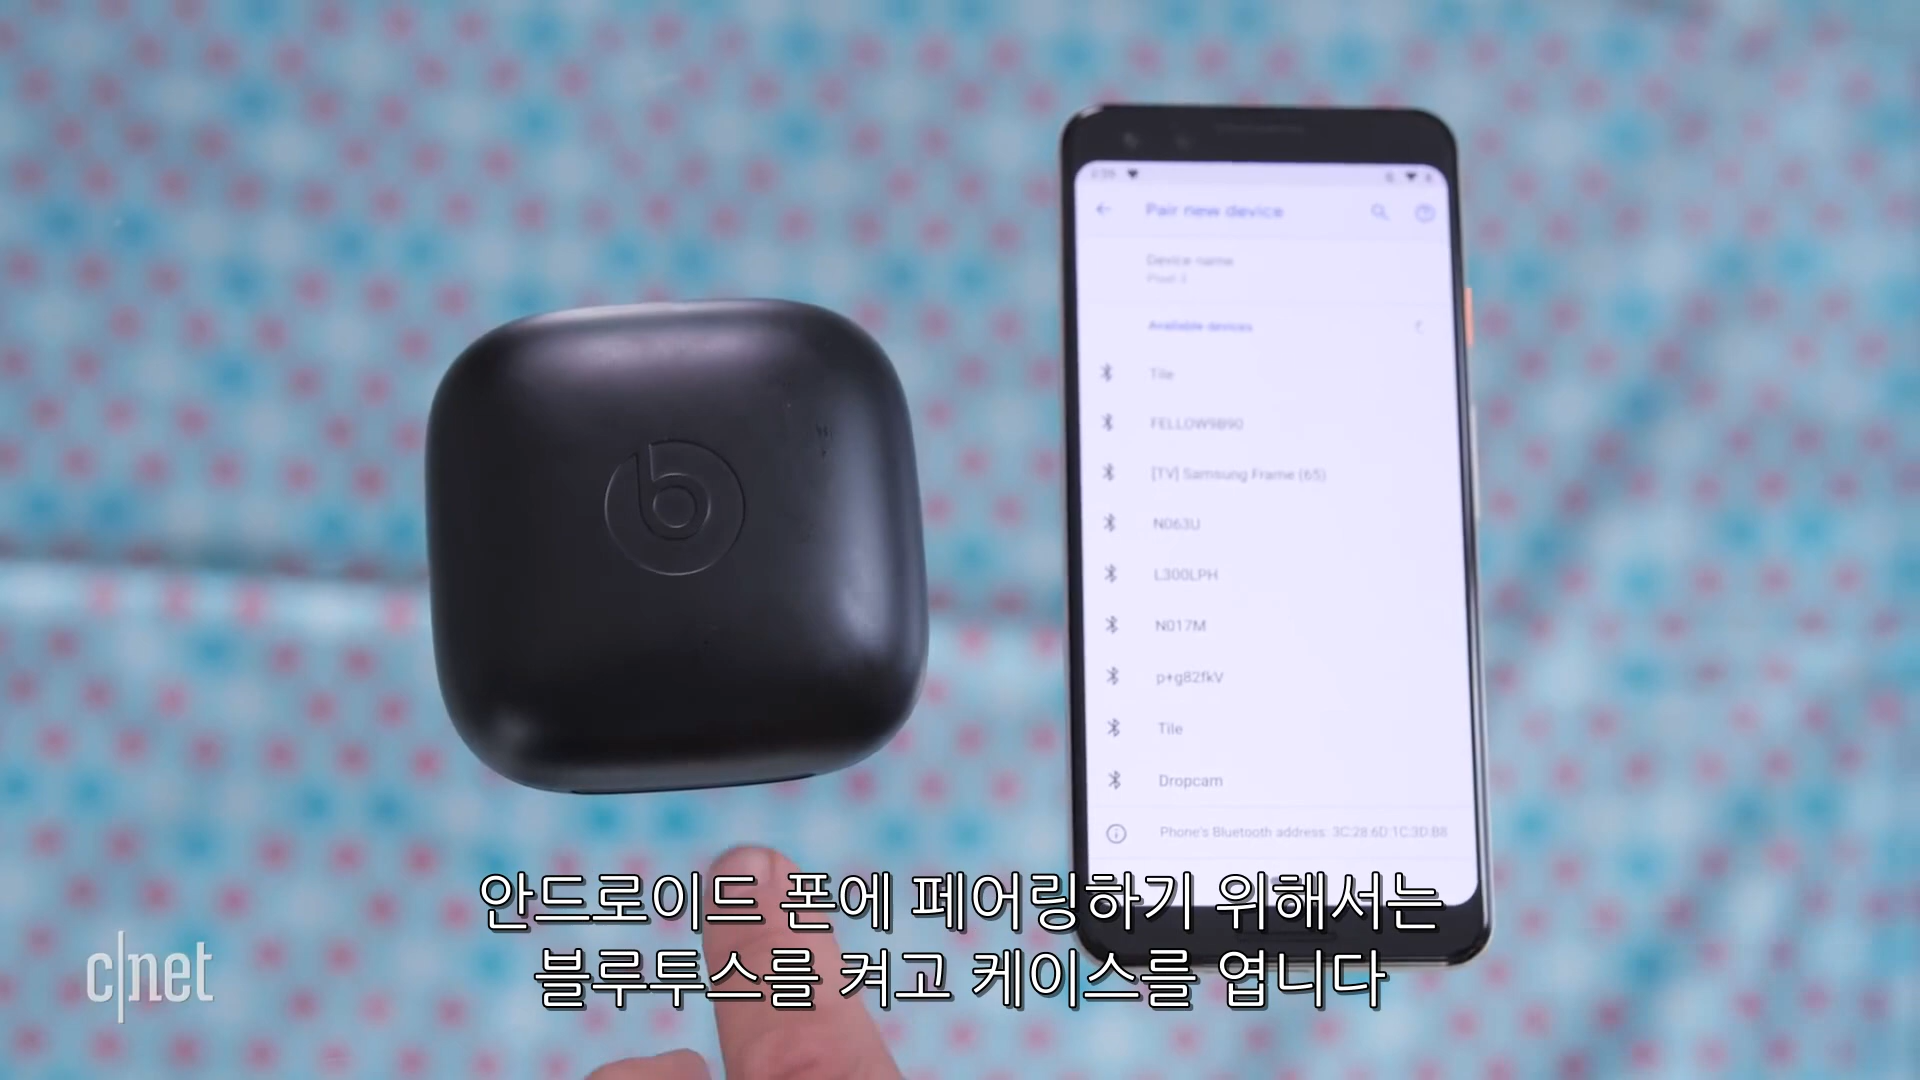 Pair new device
Device name
Pixel 3
Available devices
Tile
FELLOW9B90
[TV] Samsung Frame (65)
N063U
L300LPH
N017M
p+g82fkV
Tile
Dropcam
Phone's Bluetooth address: 3C:28:6D:1C:3D:B8
안드로이드 폰에 페어링하기 위해서는
블루투스를 켜고 케이스를 엽니다
c|net